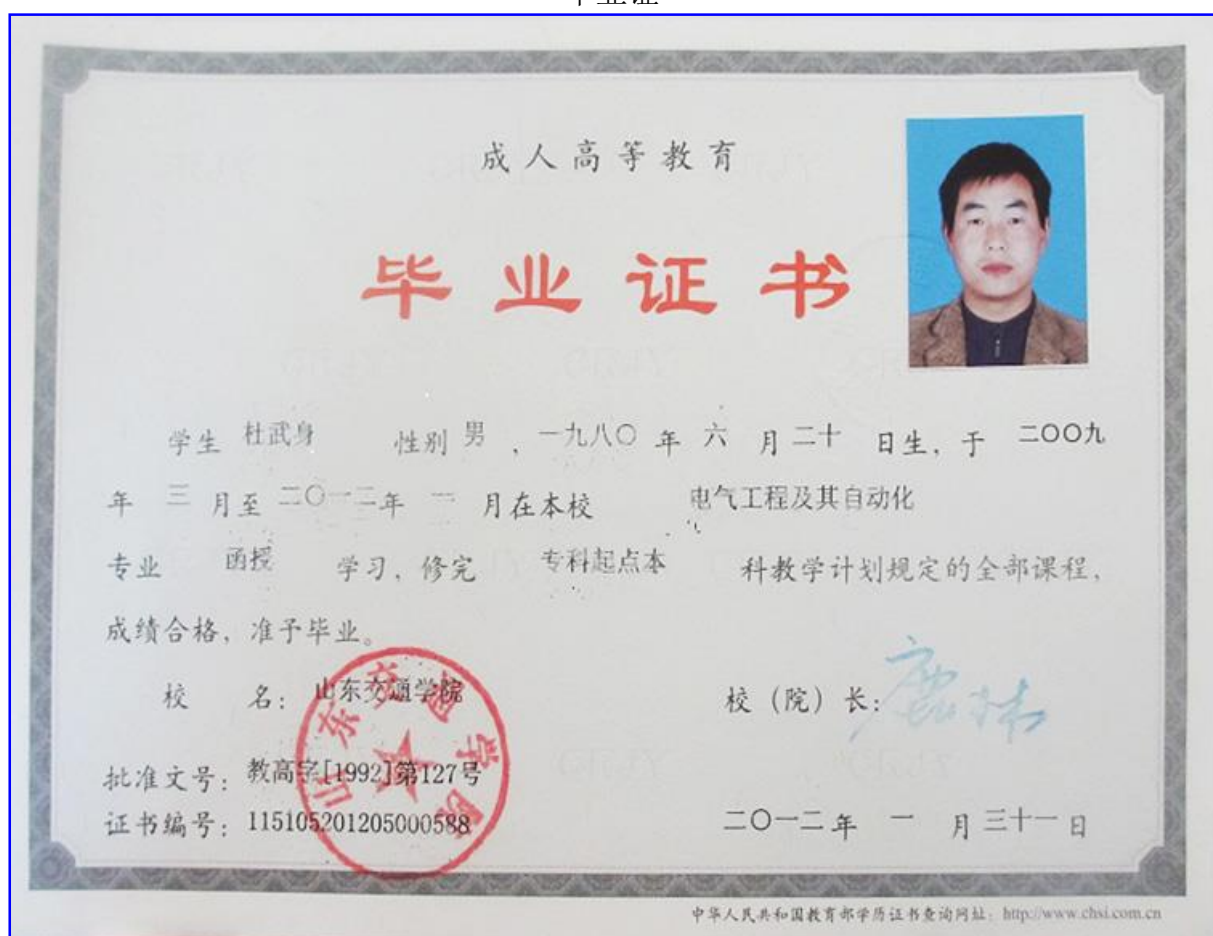 毕业证
成人高等教育
毕业证书
学生 杜武身 性别 男 ,一九八〇 年 六 月 二十 日生, 于 二〇〇九
年 三 月至 二〇一二年 一 月在本校 电气工程及其自动化
专业 函授 学习, 修完 专科起点本 科教学计划规定的全部课程,
成绩合格, 准予毕业。
校 名: 山东交通学院 校 (院) 长:
批准文号: 教高字[1992]第127号
证书编号: 115105201205000588 二〇一二年 一 月 三十一 日
山东交通学院
中华人民共和国教育部学历证书查询网址: http://www.chsi.com.cn